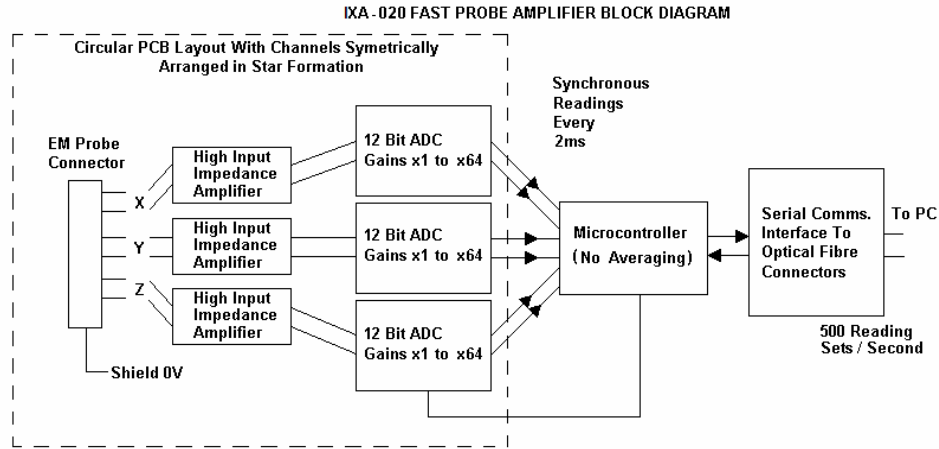 IXA-020 FAST PROBE AMPLIFIER BLOCK DIAGRAM
Circular PCB Layout With Channels Symetrically
Arranged in Star Formation
Synchronous
Readings
Every
2ms
EM Probe
Connector
X
Y
Z
Shield 0V
High Input
Impedance
Amplifier
High Input
Impedance
Amplifier
High Input
Impedance
Amplifier
12 Bit ADC
Gains x1 to x64
12 Bit ADC
Gains x1 to x64
12 Bit ADC
Gains x1 to x64
Microcontroller
(No Averaging)
Serial Comms.
Interface To
Optical Fibre
Connectors
To PC
500 Reading
Sets / Second